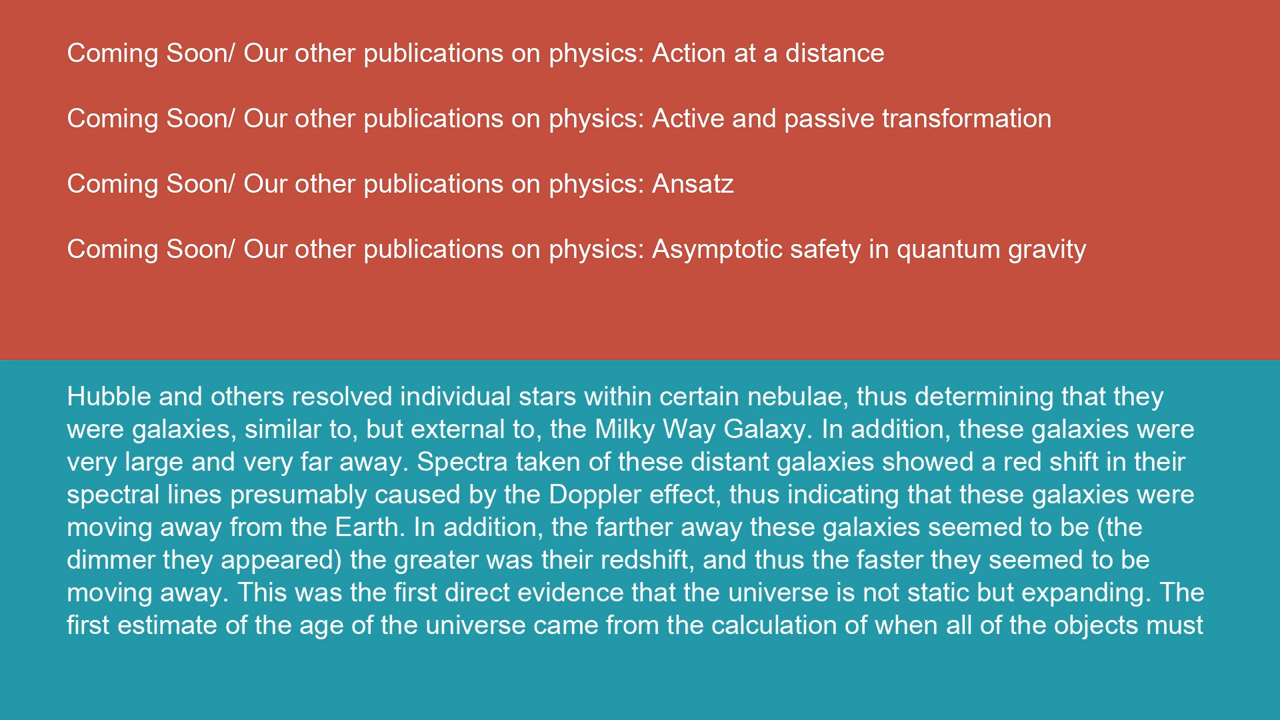 Coming Soon/ Our other publications on physics: Action at a distance
Coming Soon/ Our other publications on physics: Active and passive transformation
Coming Soon/ Our other publications on physics: Ansatz
Coming Soon/ Our other publications on physics: Asymptotic safety in quantum gravity
Hubble and others resolved individual stars within certain nebulae, thus determining that they
were galaxies, similar to, but external to, the Milky Way Galaxy. In addition, these galaxies were
very large and very far away. Spectra taken of these distant galaxies showed a red shift in their
spectral lines presumably caused by the Doppler effect, thus indicating that these galaxies were
moving away from the Earth. In addition, the farther away these galaxies seemed to be (the
dimmer they appeared) the greater was their redshift, and thus the faster they seemed to be
moving away. This was the first direct evidence that the universe is not static but expanding. The
first estimate of the age of the universe came from the calculation of when all of the objects must